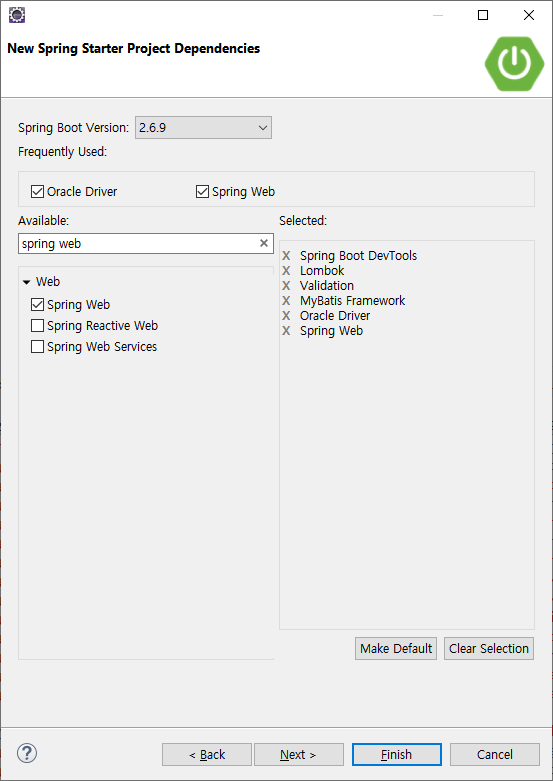 New Spring Starter Project Dependencies
Spring Boot Version: 2.6.9
Frequently Used:
Oracle Driver Spring Web
Available: Selected:
spring web
Web
Spring Web
Spring Reactive Web
Spring Web Services
X Spring Boot DevTools
X Lombok
X Validation
X MyBatis Framework
X Oracle Driver
X Spring Web
Make Default Clear Selection
? < Back Next > Finish Cancel